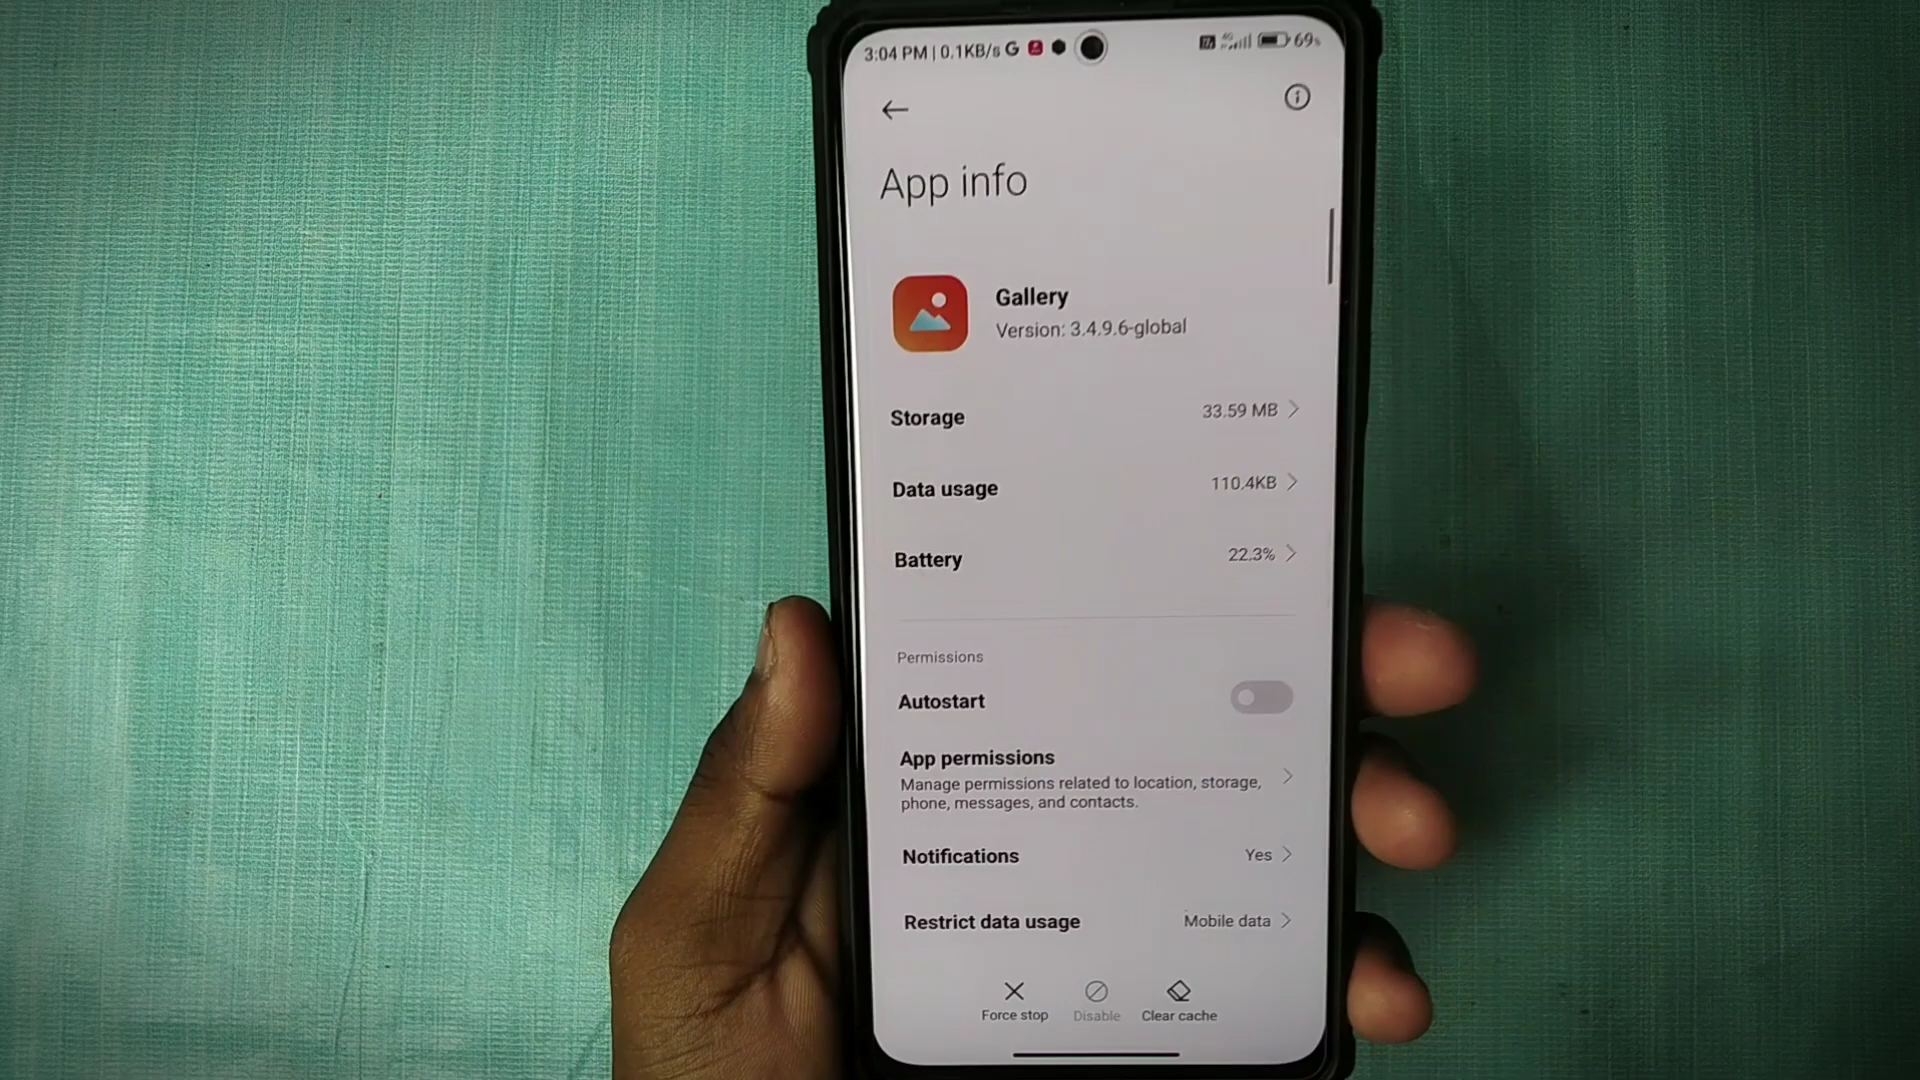 3:04 PM | 0.1KB/s G
4G
69%
App info
Gallery
Version: 3.4.9.6-global
Storage 33.59 MB
Data usage 110.4KB
Battery 22.3%
Permissions
Autostart
App permissions
Manage permissions related to location, storage,
phone, messages, and contacts.
Notifications Yes
Restrict data usage Mobile data
Force stop Disable Clear cache